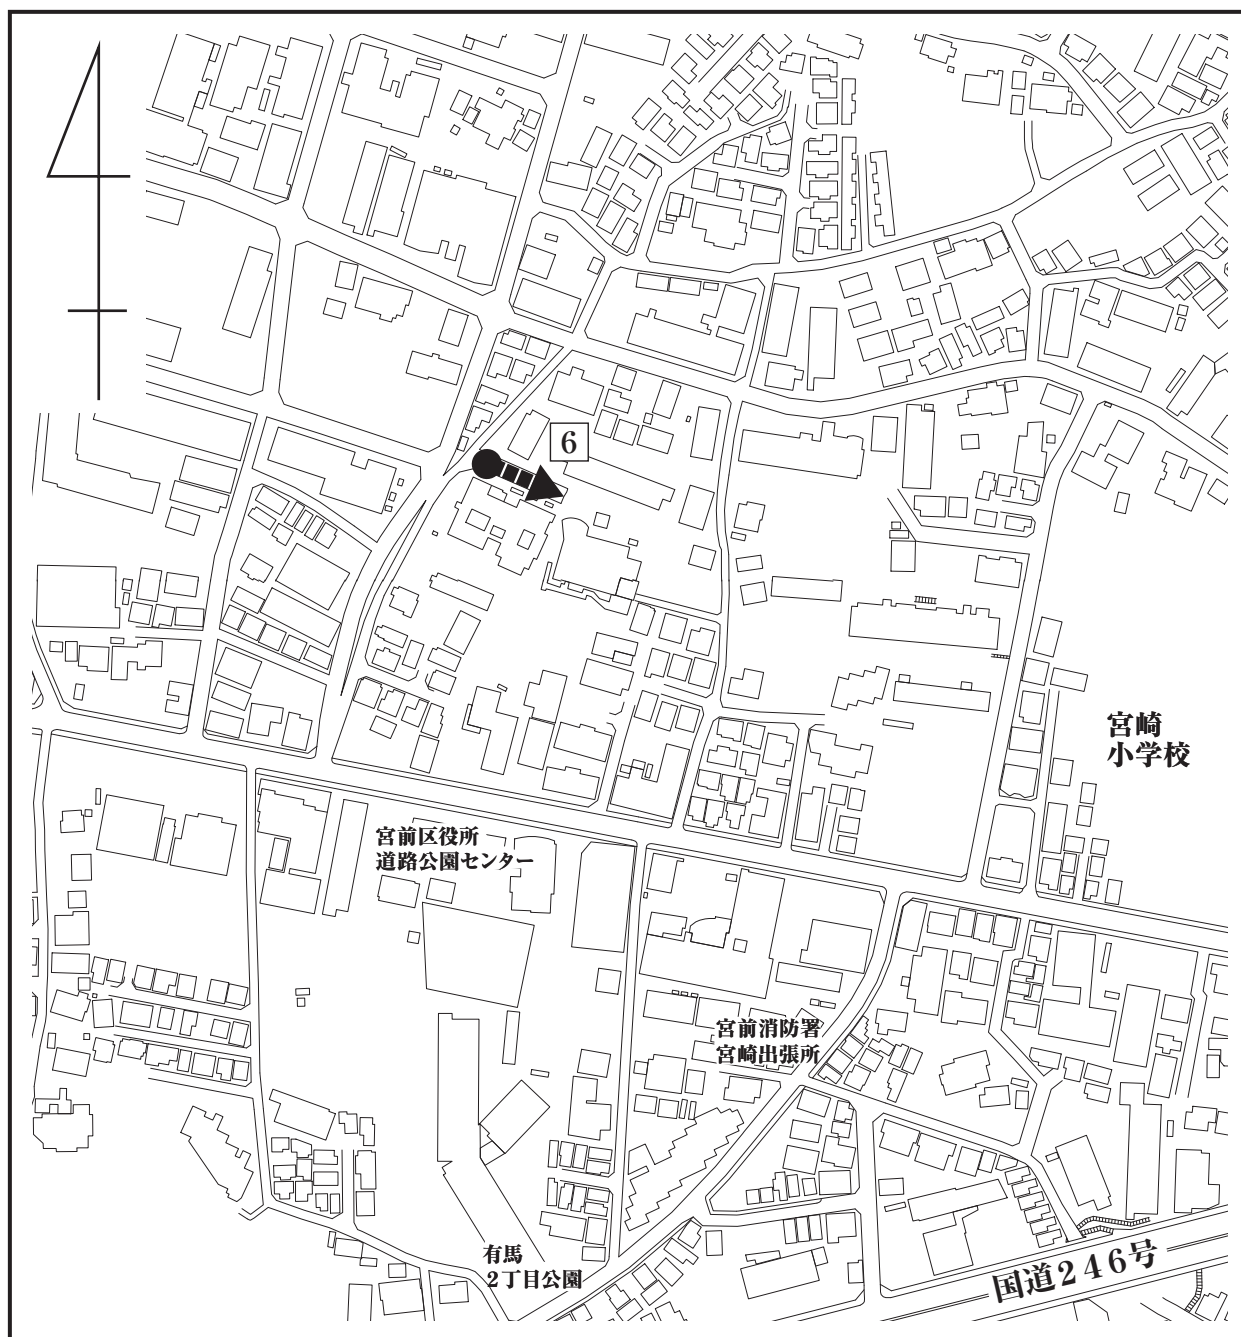 6
宮崎
小学校
宮前区役所
道路公園センター
宮前消防署
宮崎出張所
有馬
2丁目公園
国道246号